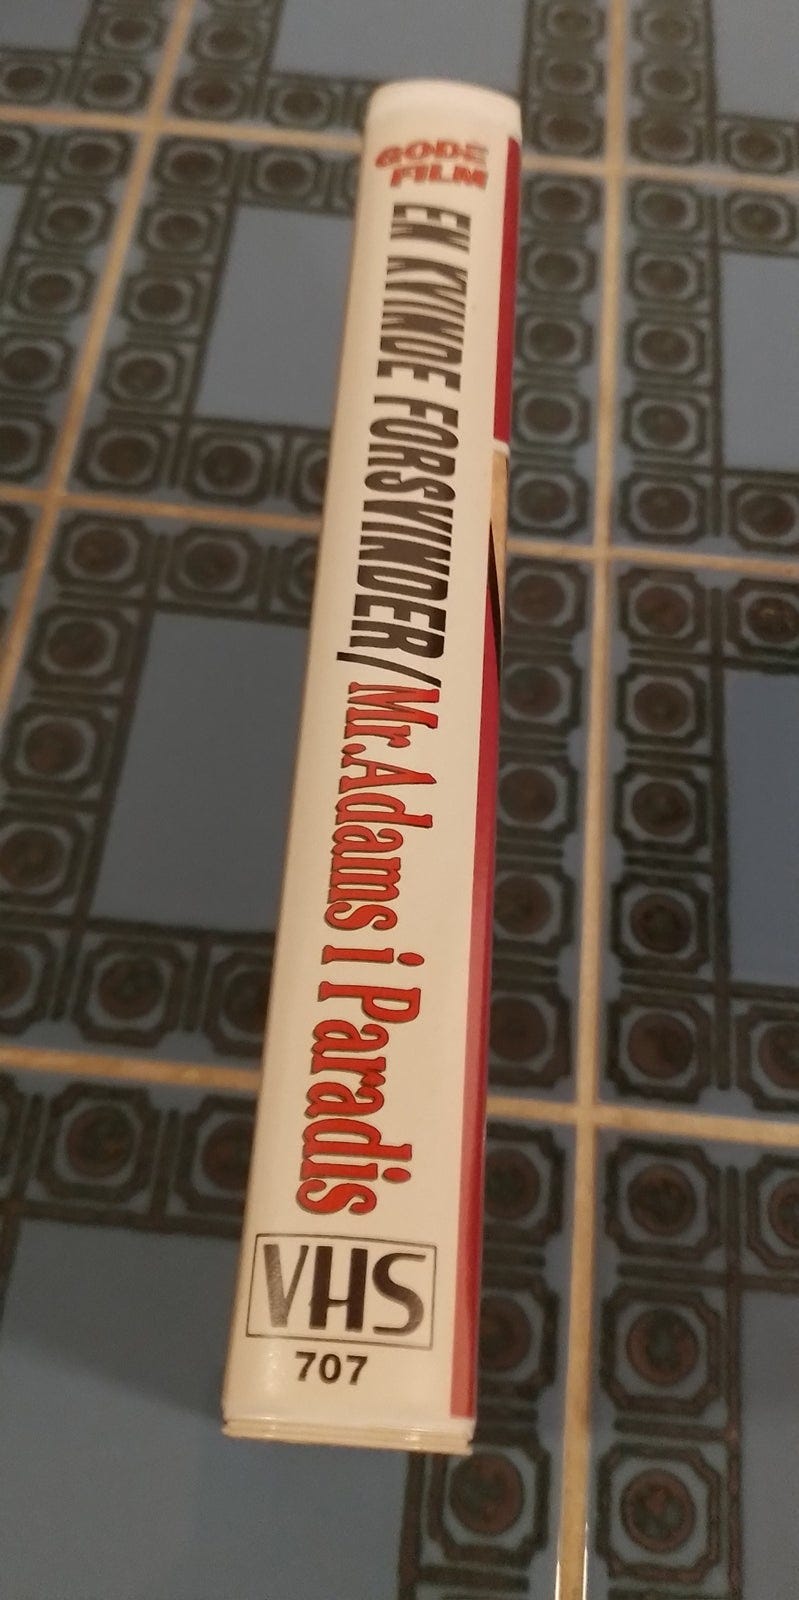 GODE
FILM
EN KVINDE FORSVINDER/Mr. Adams i Paradis
VHS
707